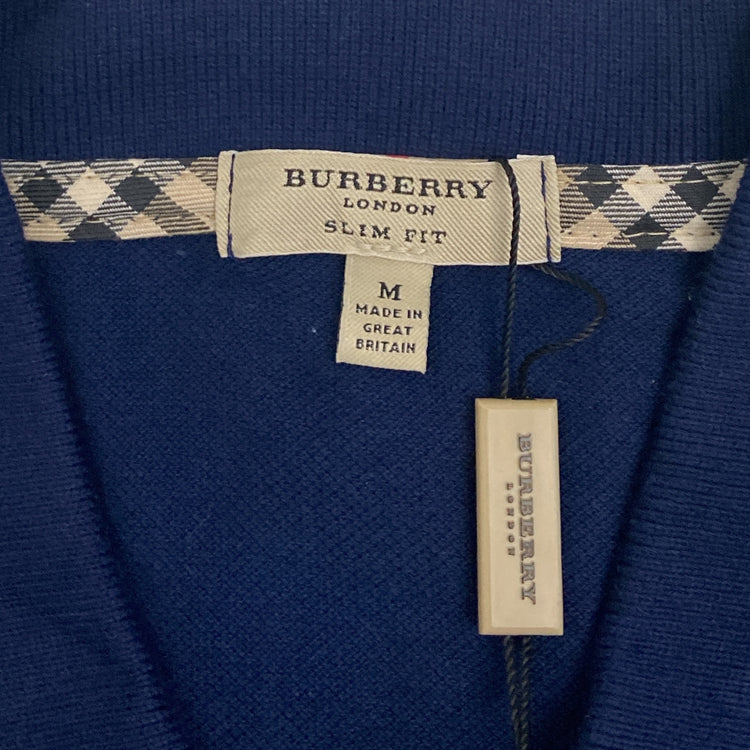 BURBERRY
LONDON
SLIM FIT
M
MADE IN
GREAT
BRITAIN
BURBERRY
LONDON